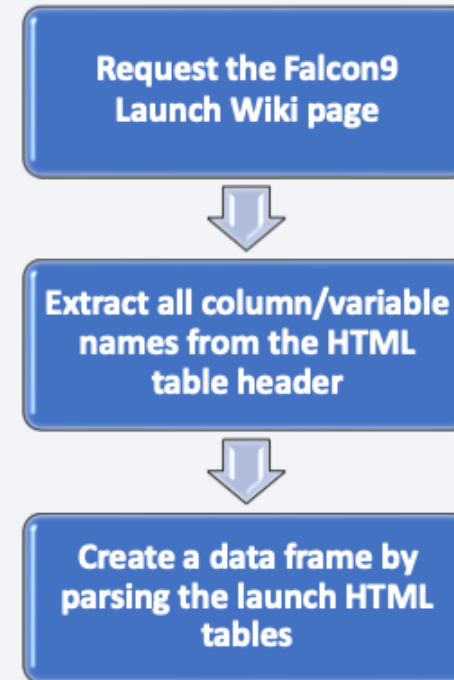 Request the Falcon9
Launch Wiki page
Extract all column/variable
names from the HTML
table header
Create a data frame by
parsing the launch HTML
tables